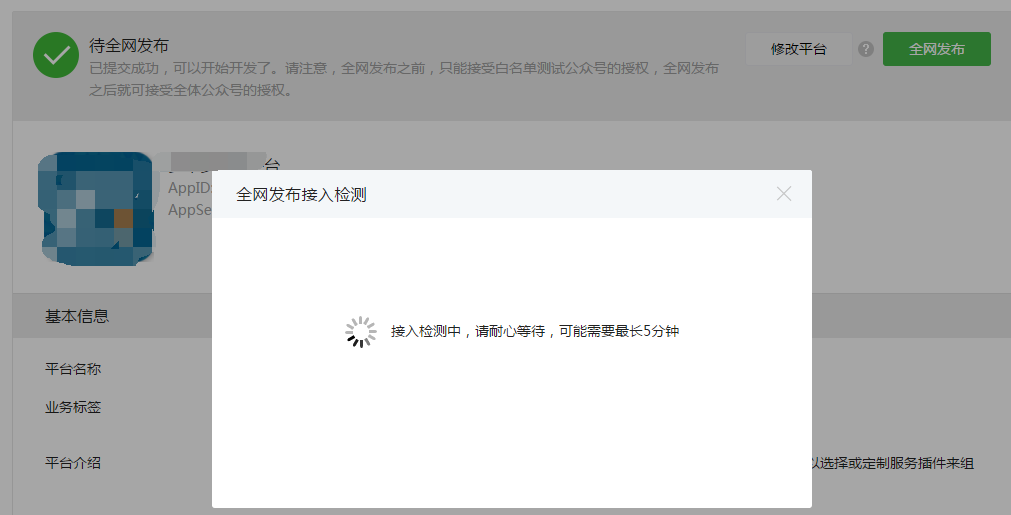 待全网发布
已提交成功，可以开始开发了。请注意，全网发布之前，只能接受白名单测试公众号的授权，全网发布
之后就可接受全体公众号的授权。
修改平台
?
全网发布
台
AppID:
AppSe
全网发布接入检测
接入检测中，请耐心等待，可能需要最长5分钟
基本信息
平台名称
业务标签
平台介绍
以选择或定制服务插件来组